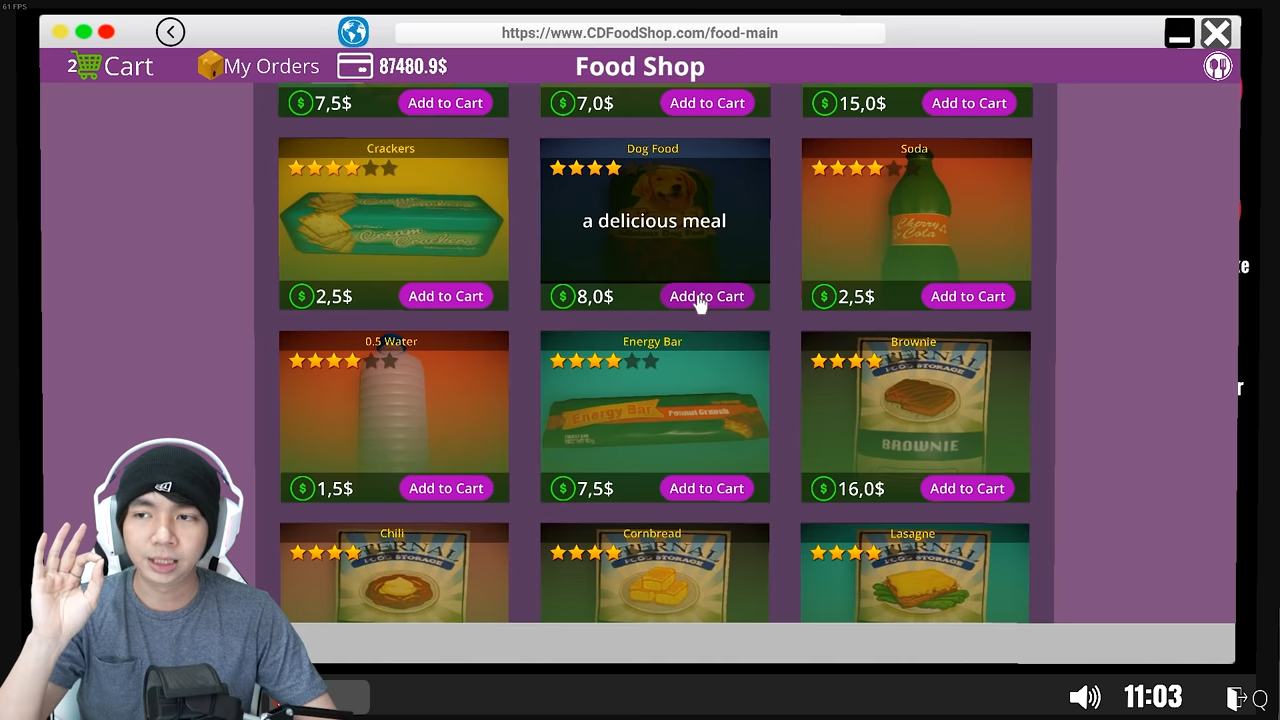 61 FPS
https://www.CDFoodShop.com/food-main
2 Cart
My Orders
87480.9$
Food Shop
$ 7,5$ Add to Cart
$ 7,0$ Add to Cart
$ 15,0$ Add to Cart
Crackers
Cream Crackers
$ 2,5$ Add to Cart
Dog Food
a delicious meal
$ 8,0$ Add to Cart
Soda
Cherry Cola
$ 2,5$ Add to Cart
0.5 Water
$ 1,5$ Add to Cart
Energy Bar
Energy Bar Peanut Crunch
$ 7,5$ Add to Cart
Brownie
BROWNIE
$ 16,0$ Add to Cart
Chili
Cornbread
Lasagne
11:03
Q